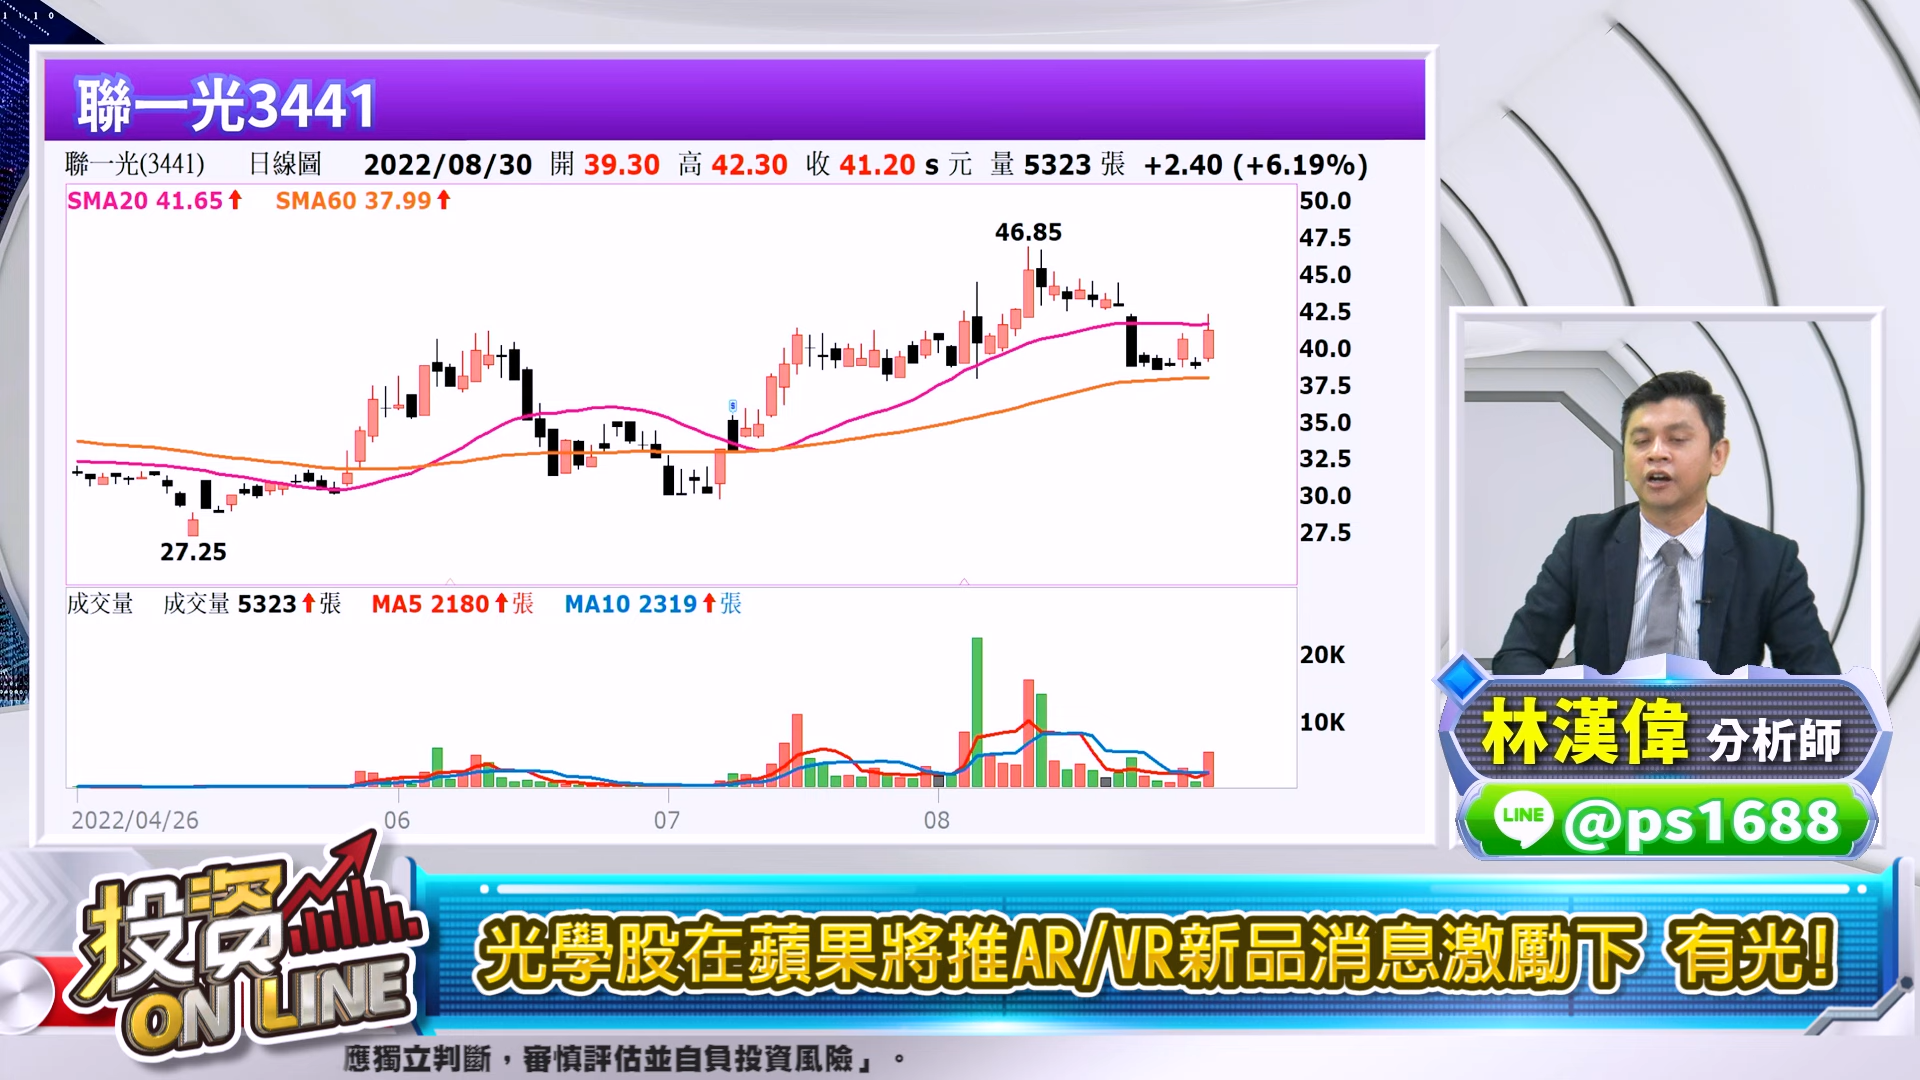 聯一光3441
聯一光(3441) 日線圖 2022/08/30 開 39.30 高 42.30 收 41.20 s 元 量 5323 張 +2.40 (+6.19%)
SMA20 41.65↑ SMA60 37.99↑
50.0
47.5
45.0
42.5
40.0
37.5
35.0
32.5
30.0
27.5
46.85
27.25
成交量 成交量 5323↑張 MA5 2180↑張 MA10 2319↑張
20K
10K
2022/04/26 06 07 08
林漢偉 分析師
LINE @ps1688
投資
ON LINE
光學股在蘋果將推AR/VR新品消息激勵下 有光!
應獨立判斷，審慎評估並自負投資風險」。